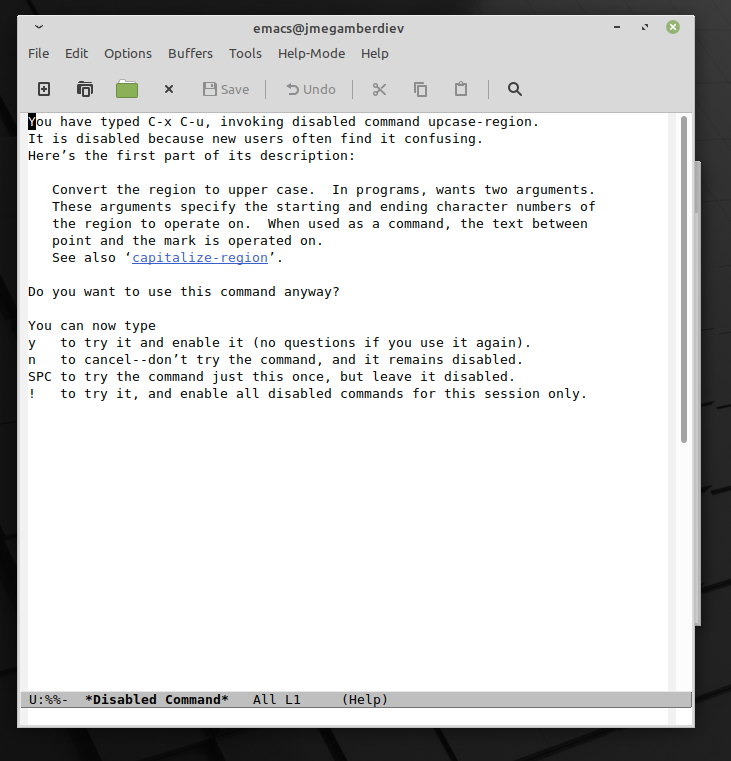 emacs@jmegamberdiev
File Edit Options Buffers Tools Help-Mode Help
Save Undo
You have typed C-x C-u, invoking disabled command upcase-region.
It is disabled because new users often find it confusing.
Here’s the first part of its description:
Convert the region to upper case.  In programs, wants two arguments.
These arguments specify the starting and ending character numbers of
the region to operate on.  When used as a command, the text between
point and the mark is operated on.
See also ‘capitalize-region’.
Do you want to use this command anyway?
You can now type
y   to try it and enable it (no questions if you use it again).
n   to cancel--don’t try the command, and it remains disabled.
SPC to try the command just this once, but leave it disabled.
!   to try it, and enable all disabled commands for this session only.
U:%%-  *Disabled Command*   All L1     (Help)